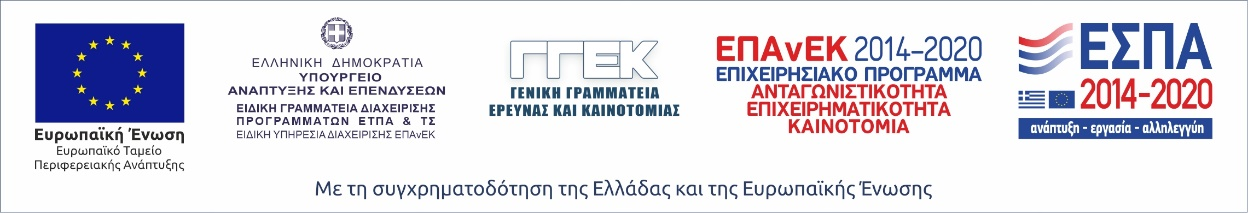 Ευρωπαϊκή Ένωση
Ευρωπαϊκό Ταμείο
Περιφερειακής Ανάπτυξης
ΕΛΛΗΝΙΚΗ ΔΗΜΟΚΡΑΤΙΑ
ΥΠΟΥΡΓΕΙΟ
ΑΝΑΠΤΥΞΗΣ ΚΑΙ ΕΠΕΝΔΥΣΕΩΝ
ΕΙΔΙΚΗ ΓΡΑΜΜΑΤΕΙΑ ΔΙΑΧΕΙΡΙΣΗΣ
ΠΡΟΓΡΑΜΜΑΤΩΝ ΕΤΠΑ & ΤΣ
ΕΙΔΙΚΗ ΥΠΗΡΕΣΙΑ ΔΙΑΧΕΙΡΙΣΗΣ ΕΠΑνΕΚ
ΓΓΕΚ
ΓΕΝΙΚΗ ΓΡΑΜΜΑΤΕΙΑ
ΕΡΕΥΝΑΣ ΚΑΙ ΚΑΙΝΟΤΟΜΙΑΣ
ΕΠΑνΕΚ 2014–2020
ΕΠΙΧΕΙΡΗΣΙΑΚΟ ΠΡΟΓΡΑΜΜΑ
ΑΝΤΑΓΩΝΙΣΤΙΚΟΤΗΤΑ
ΕΠΙΧΕΙΡΗΜΑΤΙΚΟΤΗΤΑ
ΚΑΙΝΟΤΟΜΙΑ
ΕΣΠΑ
2014-2020
ανάπτυξη - εργασία - αλληλεγγύη
Με τη συγχρηματοδότηση της Ελλάδας και της Ευρωπαϊκής Ένωσης